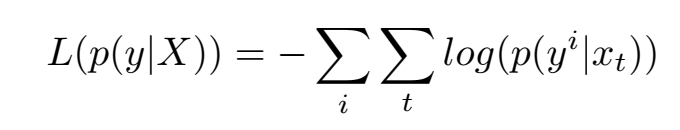 L(p(y|X)) = −∑_i ∑_t log(p(y^i|x_t))